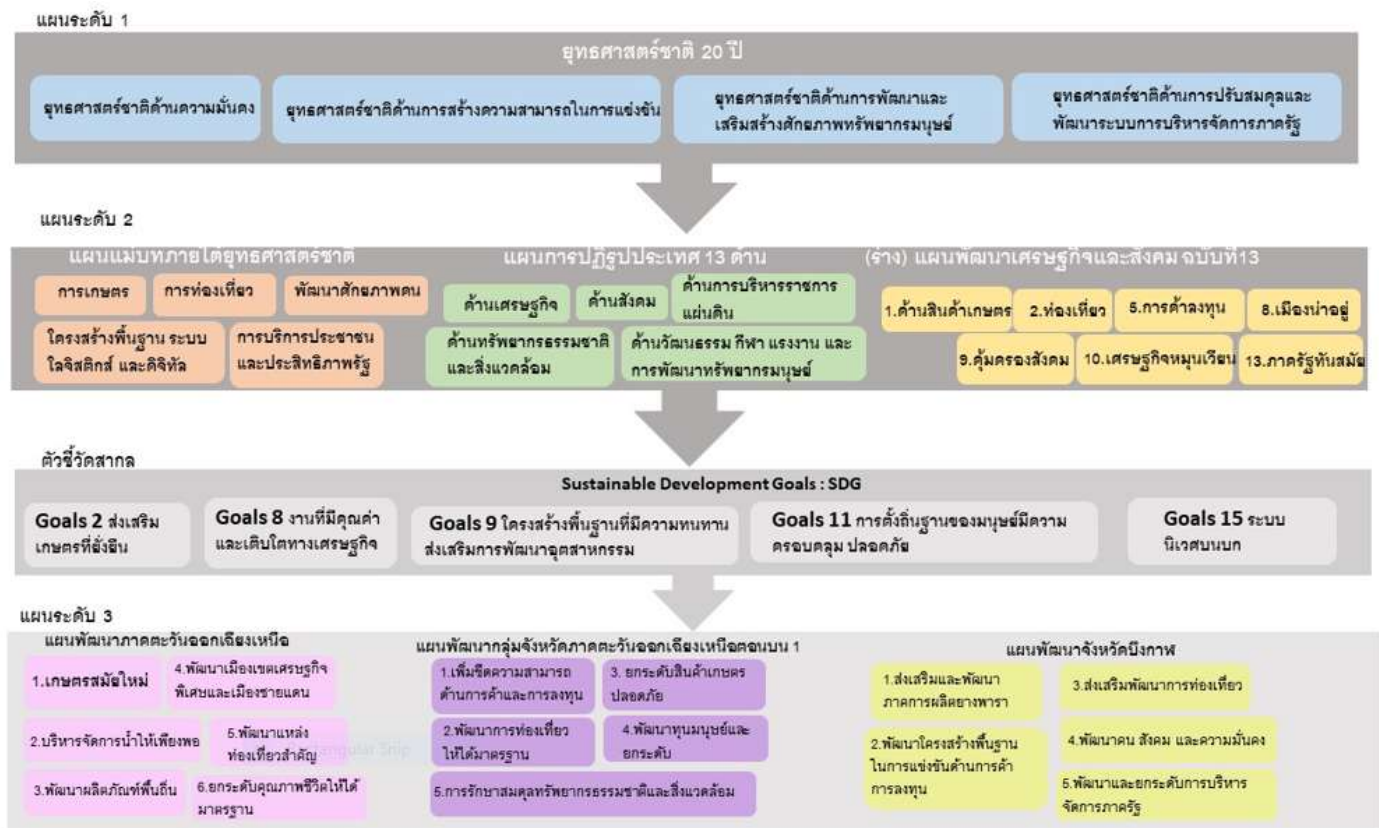 แผนระดับ 1
ยุทธศาสตร์ชาติ 20 ปี
ยุทธศาสตร์ชาติด้านความมั่นคง
ยุทธศาสตร์ชาติด้านการสร้างความสามารถในการแข่งขัน
ยุทธศาสตร์ชาติด้านการพัฒนาและ
เสริมสร้างศักยภาพทรัพยากรมนุษย์
ยุทธศาสตร์ชาติด้านการปรับสมดุลและ
พัฒนาระบบการบริหารจัดการภาครัฐ
แผนระดับ 2
แผนแม่บทภายใต้ยุทธศาสตร์ชาติ
การเกษตร
การท่องเที่ยว
พัฒนาศักยภาพคน
โครงสร้างพื้นฐาน ระบบ
โลจิสติกส์ และดิจิทัล
การบริการประชาชน
และประสิทธิภาพรัฐ
แผนการปฏิรูปประเทศ 13 ด้าน
ด้านเศรษฐกิจ
ด้านสังคม
ด้านการบริหารราชการ
แผ่นดิน
ด้านทรัพยากรธรรมชาติ
และสิ่งแวดล้อม
ด้านวัฒนธรรม กีฬา แรงงาน และ
การพัฒนาทรัพยากรมนุษย์
(ร่าง) แผนพัฒนาเศรษฐกิจและสังคม ฉบับที่13
1.ด้านสินค้าเกษตร
2.ท่องเที่ยว
5.การค้าลงทุน
8.เมืองน่าอยู่
9.คุ้มครองสังคม
10.เศรษฐกิจหมุนเวียน
13.ภาครัฐทันสมัย
ตัวชี้วัดสากล
Sustainable Development Goals : SDG
Goals 2 ส่งเสริม
เกษตรที่ยั่งยืน
Goals 8 งานที่มีคุณค่า
และเติบโตทางเศรษฐกิจ
Goals 9 โครงสร้างพื้นฐานที่มีความทนทาน
ส่งเสริมการพัฒนาอุตสาหกรรม
Goals 11 การตั้งถิ่นฐานของมนุษย์มีความ
ครอบคลุม ปลอดภัย
Goals 15 ระบบ
นิเวศบนบก
แผนระดับ 3
แผนพัฒนาภาคตะวันออกเฉียงเหนือ
1.เกษตรสมัยใหม่
4.พัฒนาเมืองเขตเศรษฐกิจ
พิเศษและเมืองชายแดน
2.บริหารจัดการน้ำให้เพียงพอ
5.พัฒนาแหล่ง
ท่องเที่ยวสำคัญ
3.พัฒนาผลิตภัณฑ์พื้นถิ่น
6.ยกระดับคุณภาพชีวิตให้ได้
มาตรฐาน
แผนพัฒนากลุ่มจังหวัดภาคตะวันออกเฉียงเหนือตอนบน 1
1.เพิ่มขีดความสามารถ
ด้านการค้าและการลงทุน
3. ยกระดับสินค้าเกษตร
ปลอดภัย
2.พัฒนาการท่องเที่ยว
ให้ได้มาตรฐาน
4.พัฒนาทุนมนุษย์และ
ยกระดับ
5.การรักษาสมดุลทรัพยากรธรรมชาติและสิ่งแวดล้อม
แผนพัฒนาจังหวัดบึงกาฬ
1.ส่งเสริมและพัฒนา
ภาคการผลิตยางพารา
3.ส่งเสริมพัฒนาการท่องเที่ยว
2.พัฒนาโครงสร้างพื้นฐาน
ในการแข่งขันด้านการค้า
การลงทุน
4.พัฒนาคน สังคม และความมั่นคง
5.พัฒนาและยกระดับการบริหาร
จัดการภาครัฐ
Rectangular Snip